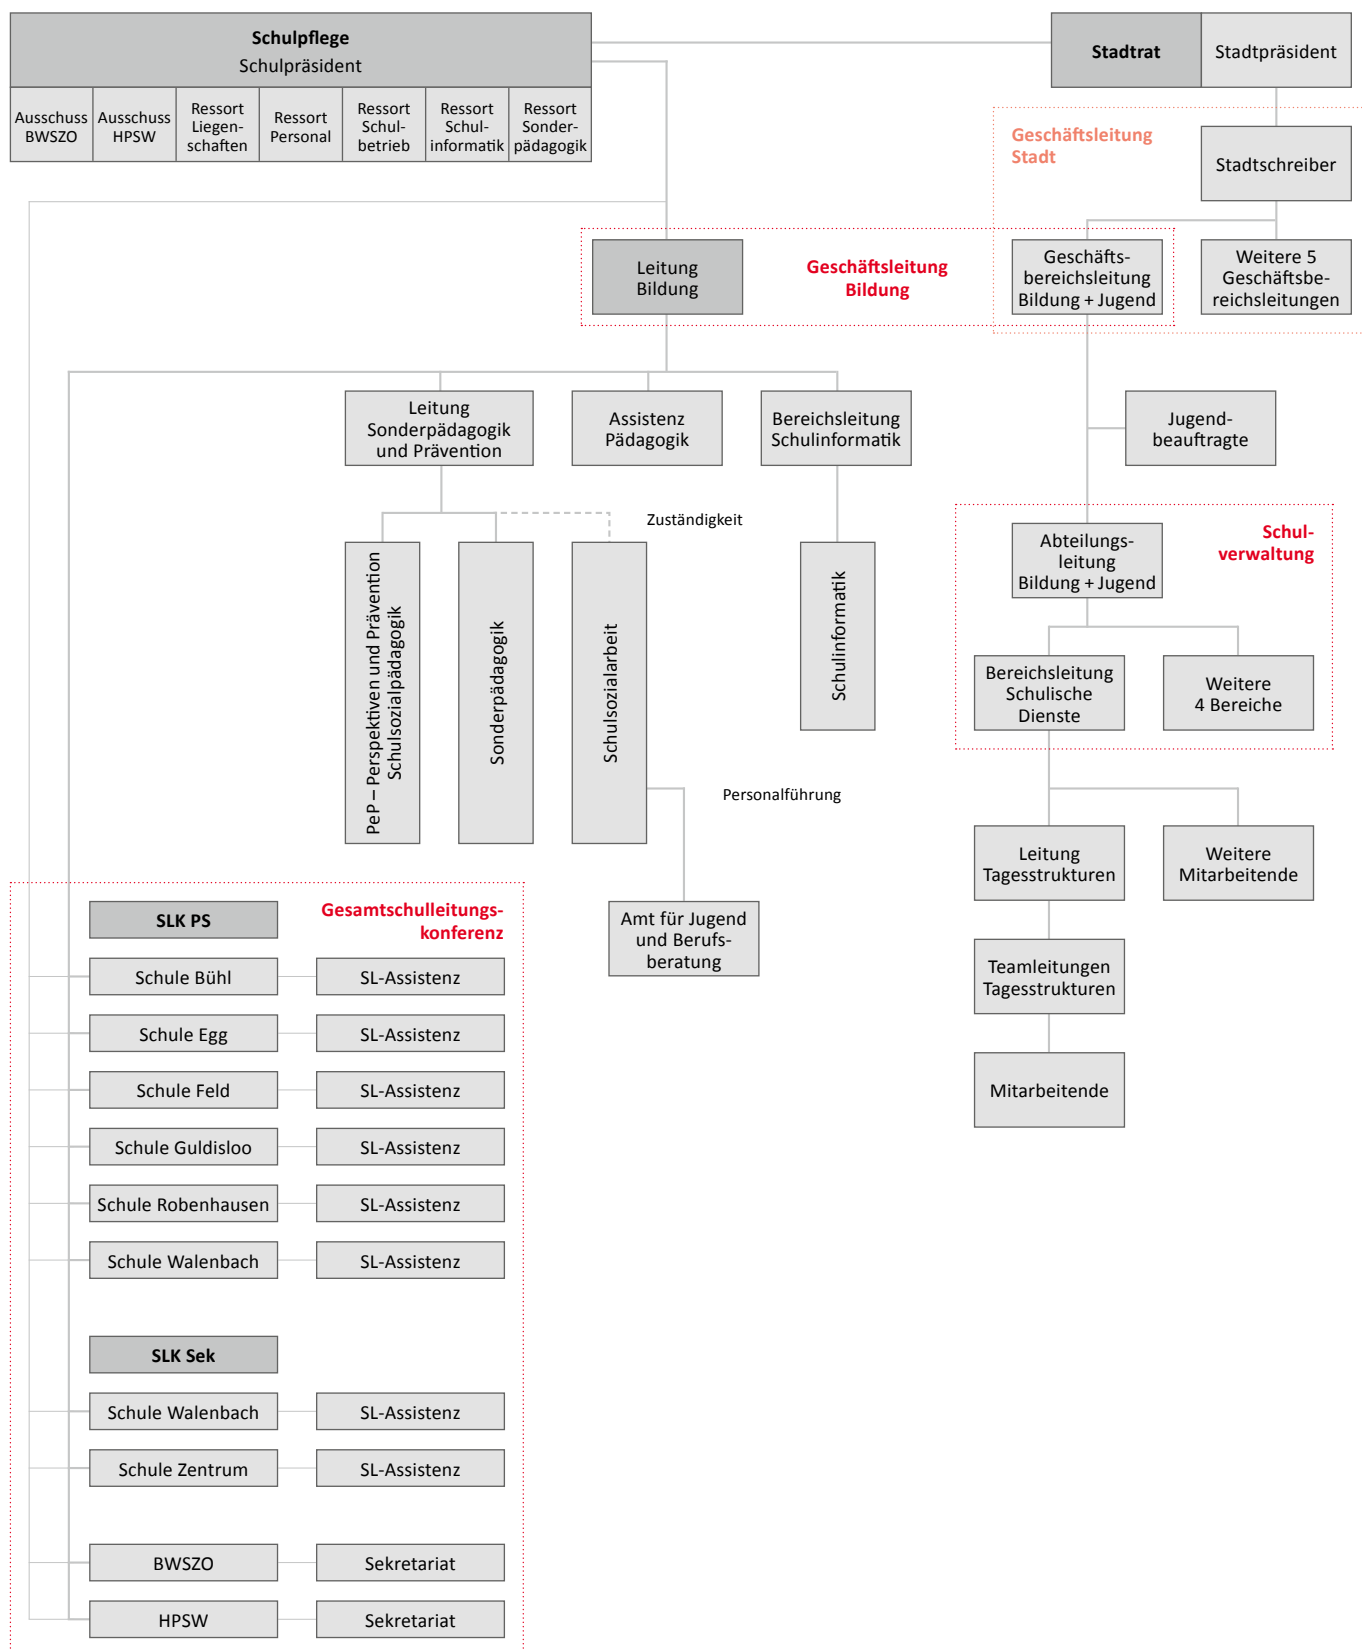 Schulpflege
Schulpräsident
Ausschuss
BWSZO
Ausschuss
HPSW
Ressort
Liegen-
schaften
Ressort
Personal
Ressort
Schul-
betrieb
Ressort
Schul-
informatik
Ressort
Sonder-
pädagogik
Stadtrat
Stadtpräsident
Geschäftsleitung
Stadt
Stadtschreiber
Leitung
Bildung
Geschäftsleitung
Bildung
Geschäfts-
bereichsleitung
Bildung + Jugend
Weitere 5
Geschäftsbe-
reichsleitungen
Leitung
Sonderpädagogik
und Prävention
Assistenz
Pädagogik
Bereichsleitung
Schulinformatik
Jugend-
beauftragte
Zuständigkeit
PeP – Perspektiven und Prävention
Schulsozialpädagogik
Sonderpädagogik
Schulsozialarbeit
Schulinformatik
Abteilungs-
leitung
Bildung + Jugend
Schul-
verwaltung
Bereichsleitung
Schulische
Dienste
Weitere
4 Bereiche
Personalführung
Leitung
Tagesstrukturen
Weitere
Mitarbeitende
Amt für Jugend
und Berufs-
beratung
Teamleitungen
Tagesstrukturen
Mitarbeitende
SLK PS
Gesamtschulleitungs-
konferenz
Schule Bühl
SL-Assistenz
Schule Egg
SL-Assistenz
Schule Feld
SL-Assistenz
Schule Guldisloo
SL-Assistenz
Schule Robenhausen
SL-Assistenz
Schule Walenbach
SL-Assistenz
SLK Sek
Schule Walenbach
SL-Assistenz
Schule Zentrum
SL-Assistenz
BWSZO
Sekretariat
HPSW
Sekretariat